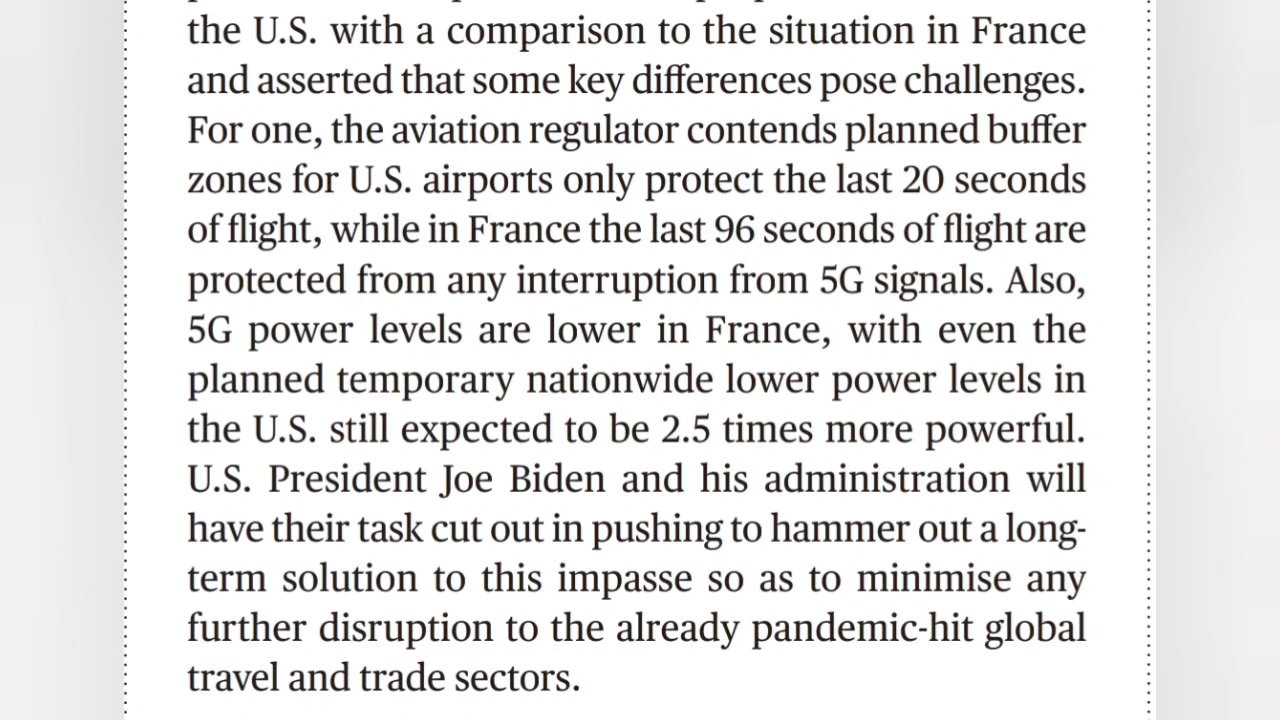 the U.S. with a comparison to the situation in France
and asserted that some key differences pose challenges.
For one, the aviation regulator contends planned buffer
zones for U.S. airports only protect the last 20 seconds
of flight, while in France the last 96 seconds of flight are
protected from any interruption from 5G signals. Also,
5G power levels are lower in France, with even the
planned temporary nationwide lower power levels in
the U.S. still expected to be 2.5 times more powerful.
U.S. President Joe Biden and his administration will
have their task cut out in pushing to hammer out a long-
term solution to this impasse so as to minimise any
further disruption to the already pandemic-hit global
travel and trade sectors.